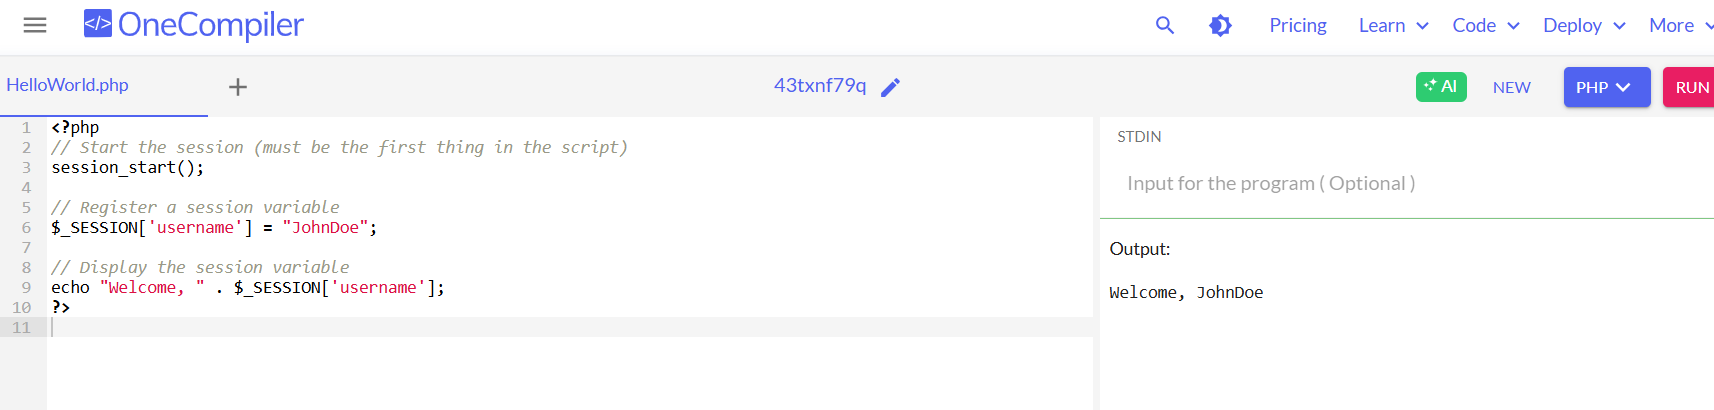 </> OneCompiler
Pricing Learn Code Deploy More
HelloWorld.php + 43txnf79q AI NEW PHP RUN
1 <?php
2 // Start the session (must be the first thing in the script)
3 session_start();
4
5 // Register a session variable
6 $_SESSION['username'] = "JohnDoe";
7
8 // Display the session variable
9 echo "Welcome, " . $_SESSION['username'];
10 ?>
11
STDIN
Input for the program ( Optional )
Output:
Welcome, JohnDoe